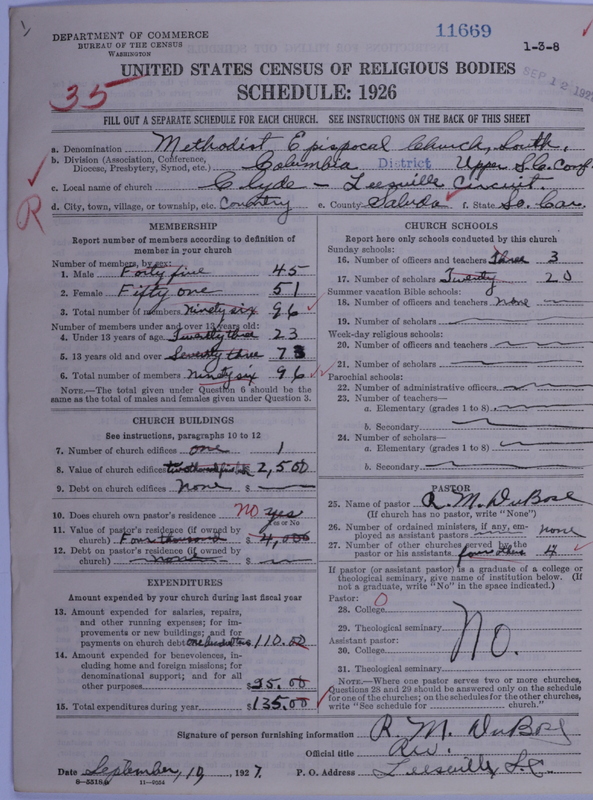 11669
DEPARTMENT OF COMMERCE
BUREAU OF THE CENSUS
WASHINGTON
1-3-8
SEP 12 192
UNITED STATES CENSUS OF RELIGIOUS BODIES
35
SCHEDULE: 1926
FILL OUT A SEPARATE SCHEDULE FOR EACH CHURCH. SEE INSTRUCTIONS ON THE BACK OF THIS SHEET
a. Denomination Methodist Epispocal Church, South.
b. Division (Association, Conference, Diocese, Presbytery, Synod, etc.) Columbia District Upper S.C. Conf.
c. Local name of church Clyde - Leesville Circuit.
d. City, town, village, or township, etc. Country e. County Saluda f. State So. Car.
R
MEMBERSHIP
Report number of members according to definition of member in your church
Number of members, by sex:
1. Male Forty five 45
2. Female Fifty one 51
3. Total number of members Ninety six 96
Number of members under and over 13 years old:
4. Under 13 years of age Twenty three 23
5. 13 years old and over Seventy three 73
6. Total number of members Ninety six 96
NOTE.—The total given under Question 6 should be the same as the total of males and females given under Question 3.
CHURCH BUILDINGS
See instructions, paragraphs 10 to 12
7. Number of church edifices one 1
8. Value of church edifices 2,500
9. Debt on church edifices None $
10. Does church own pastor's residence No yes
Yes or No
11. Value of pastor's residence (if owned by church) Four thousand $ 4,000
12. Debt on pastor's residence (if owned by church) none $
EXPENDITURES
Amount expended by your church during last fiscal year
13. Amount expended for salaries, repairs, and other running expenses; for improvements or new buildings; and for payments on church debt 110.00
14. Amount expended for benevolences, including home and foreign missions; for denominational support; and for all other purposes $ 25.00
15. Total expenditures during year $ 135.00
CHURCH SCHOOLS
Report here only schools conducted by this church
Sunday schools:
16. Number of officers and teachers Three 3
17. Number of scholars Twenty 20
Summer vacation Bible schools:
18. Number of officers and teachers none
19. Number of scholars
Week-day religious schools:
20. Number of officers and teachers
21. Number of scholars
Parochial schools:
22. Number of administrative officers
23. Number of teachers—
a. Elementary (grades 1 to 8)
b. Secondary
24. Number of scholars—
a. Elementary (grades 1 to 8)
b. Secondary
PASTOR
25. Name of pastor R. M. DuBose
(If church has no pastor, write "None")
26. Number of ordained ministers, if any, employed as assistant pastors none
27. Number of other churches served by the pastor or his assistants four others 4
If pastor (or assistant pastor) is a graduate of a college or theological seminary, give name of institution below. (If not a graduate, write "No" in the space indicated.)
Pastor: 0
28. College
29. Theological seminary No.
Assistant pastor:
30. College
31. Theological seminary
NOTE.—Where one pastor serves two or more churches, Questions 28 and 29 should be answered only on the schedule for one of the churches; on the schedules for the other churches, write "See schedule for church."
Signature of person furnishing information R. M. DuBose
Official title Rev.
Date September, 10, 1927. P. O. Address Leesville, S.C.
11—9554